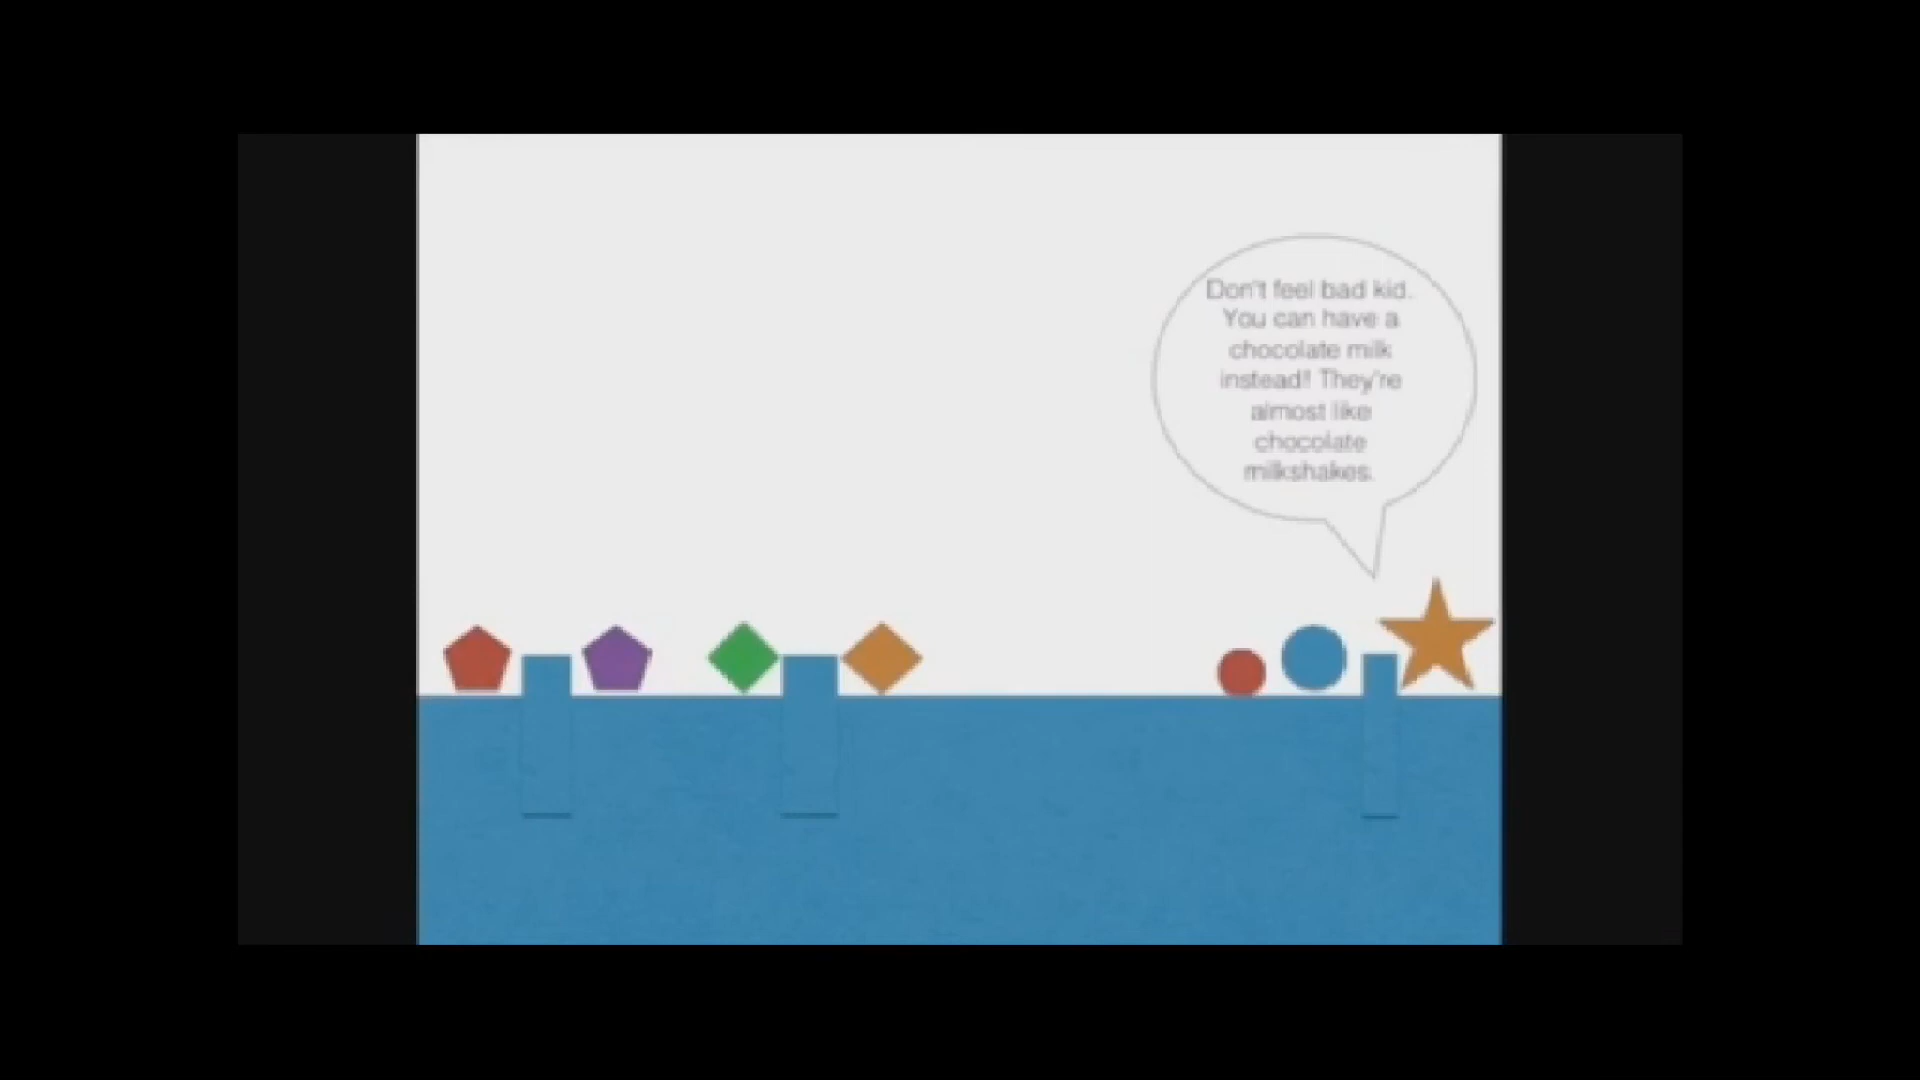 Don't feel bad kid.
You can have a
chocolate milk
instead! They're
almost like
chocolate
milkshakes.